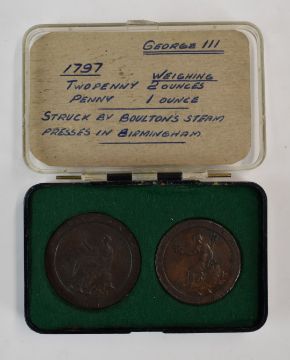 GEORGE III
1797 WEIGHING
TWOPENNY 2 OUNCES
PENNY 1 OUNCE
STRUCK BY BOULTON'S STEAM
PRESSES IN BIRMINGHAM